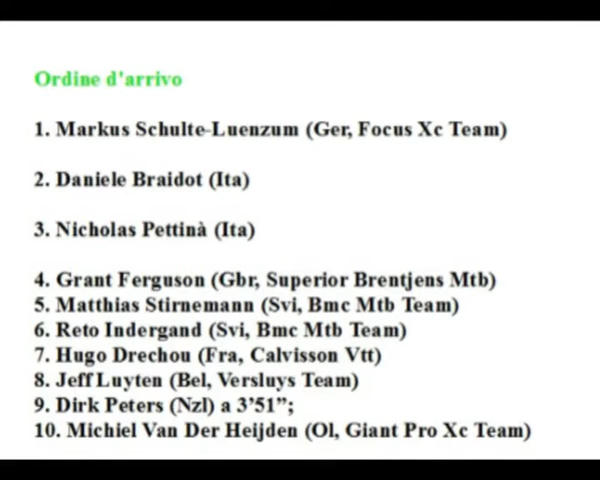 Ordine d'arrivo
1. Markus Schulte-Luenzum (Ger, Focus Xc Team)
2. Daniele Braidot (Ita)
3. Nicholas Pettinà (Ita)
4. Grant Ferguson (Gbr, Superior Brentjens Mtb)
5. Matthias Stirnemann (Svi, Bmc Mtb Team)
6. Reto Indergand (Svi, Bmc Mtb Team)
7. Hugo Drechou (Fra, Calvisson Vtt)
8. Jeff Luyten (Bel, Versluys Team)
9. Dirk Peters (Nzl) a 3’51”;
10. Michiel Van Der Heijden (Ol, Giant Pro Xc Team)